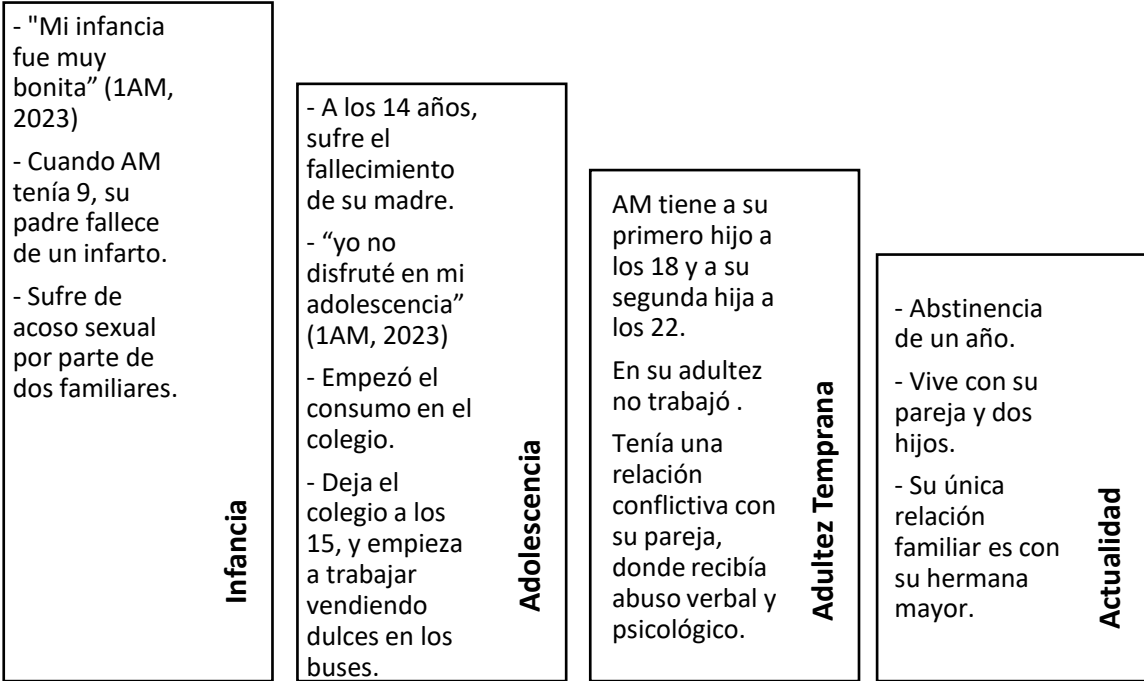 - "Mi infancia
fue muy
bonita” (1AM,
2023)
- Cuando AM
tenía 9, su
padre fallece
de un infarto.
- Sufre de
acoso sexual
por parte de
dos familiares.
Infancia
- A los 14 años,
sufre el
fallecimiento
de su madre.
- “yo no
disfruté en mi
adolescencia”
(1AM, 2023)
- Empezó el
consumo en el
colegio.
- Deja el
colegio a los
15, y empieza
a trabajar
vendiendo
dulces en los
buses.
Adolescencia
AM tiene a su
primero hijo a
los 18 y a su
segunda hija a
los 22.
En su adultez
no trabajó .
Tenía una
relación
conflictiva con
su pareja,
donde recibía
abuso verbal y
psicológico.
Adultez Temprana
- Abstinencia
de un año.
- Vive con su
pareja y dos
hijos.
- Su única
relación
familiar es con
su hermana
mayor.
Actualidad